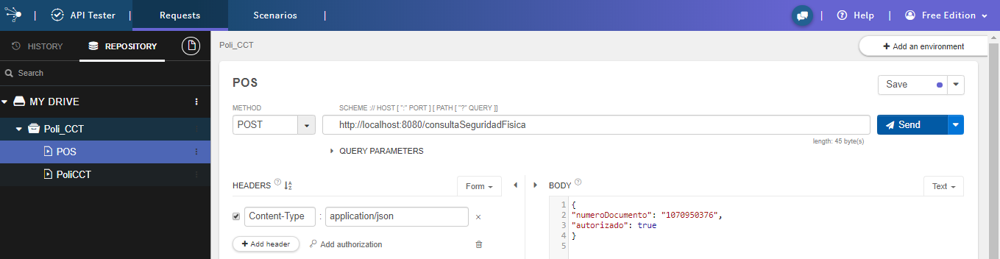 | API Tester Requests Scenarios | | Help | Free Edition
HISTORY REPOSITORY
Search
MY DRIVE
Poli_CCT
POS
PoliCCT
Poli_CCT
+ Add an environment
POS
Save
METHOD
POST
SCHEME :// HOST [ ":" PORT ] [ PATH [ "?" QUERY ]]
http://localhost:8080/consultaSeguridadFisica
Send
length: 45 byte(s)
QUERY PARAMETERS
HEADERS ? Form
Content-Type : application/json ×
+ Add header Add authorization
BODY ? Text
1 {
2 "numeroDocumento": "1070950376",
3 "autorizado": true
4 }
5